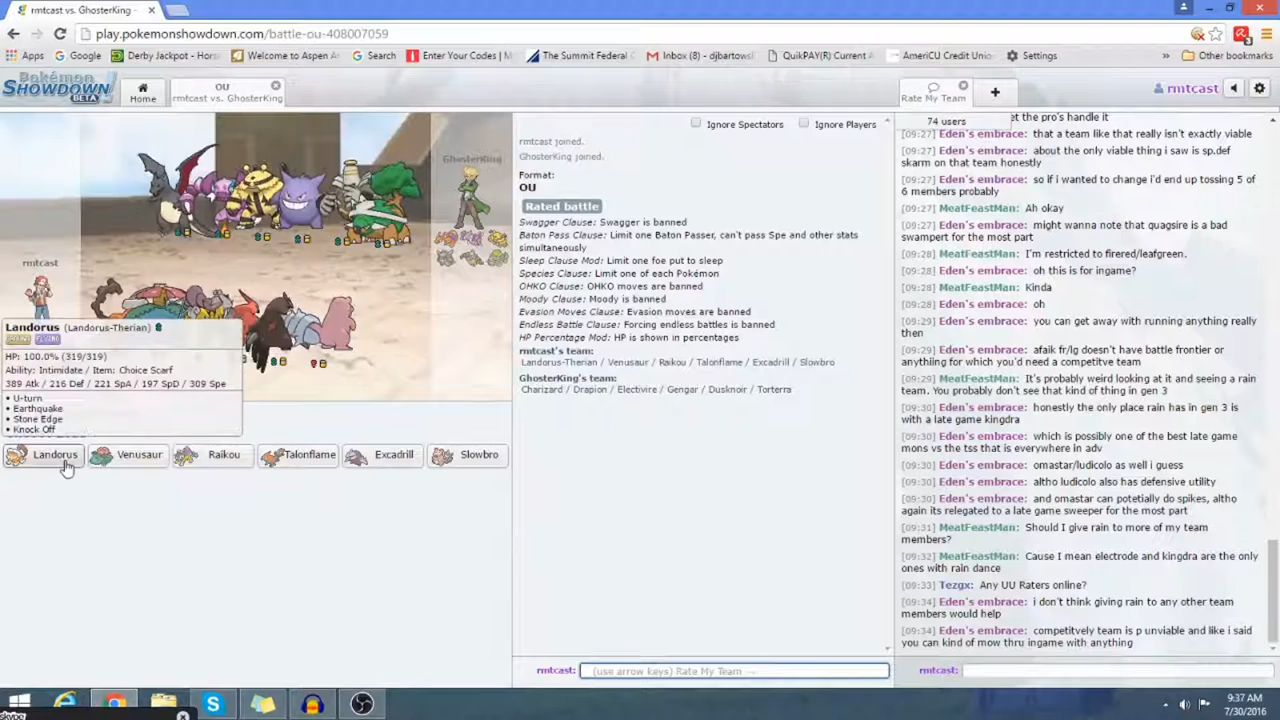 rmtcast vs. GhosterKing
play.pokemonshowdown.com/battle-ou-408007059
Apps
Google
Derby Jackpot - Hors
Welcome to Aspen A
Search
Enter Your Codes | M
The Summit Federal C
Inbox (8) - djbartows
QuikPAY(R) Current A
AmeriCU Credit Unio
Settings
Other bookmarks
Pokémon
SHOWDOWN
BETA
Home
OU
rmtcast vs. GhosterKing
Rate My Team
rmtcast
GhosterKing
rmtcast
Landorus (Landorus-Therian)
GROUND FLYING
HP: 100.0% (319/319)
Ability: Intimidate / Item: Choice Scarf
389 Atk / 216 Def / 221 SpA / 197 SpD / 309 Spe
• U-turn
• Earthquake
• Stone Edge
• Knock Off
Landorus
Venusaur
Raikou
Talonflame
Excadrill
Slowbro
Ignore Spectators
Ignore Players
rmtcast joined.
GhosterKing joined.
Format:
OU
Rated battle
Swagger Clause: Swagger is banned
Baton Pass Clause: Limit one Baton Passer, can't pass Spe and other stats
simultaneously
Sleep Clause Mod: Limit one foe put to sleep
Species Clause: Limit one of each Pokémon
OHKO Clause: OHKO moves are banned
Moody Clause: Moody is banned
Evasion Moves Clause: Evasion moves are banned
Endless Battle Clause: Forcing endless battles is banned
HP Percentage Mod: HP is shown in percentages
rmtcast's team:
Landorus-Therian / Venusaur / Raikou / Talonflame / Excadrill / Slowbro
GhosterKing's team:
Charizard / Drapion / Electivire / Gengar / Dusknoir / Torterra
rmtcast:
(use arrow keys) Rate My Team →
74 users
et the pro's handle it
[09:27] Eden's embrace: that a team like that really isn't exactly viable
[09:27] Eden's embrace: about the only viable thing i saw is sp.def
skarm on that team honestly
[09:27] Eden's embrace: so if i wanted to change i'd end up tossing 5 of
6 members probably
[09:27] MeatFeastMan: Ah okay
[09:27] Eden's embrace: might wanna note that quagsire is a bad
swampert for the most part
[09:28] MeatFeastMan: I'm restricted to firered/leafgreen.
[09:28] Eden's embrace: oh this is for ingame?
[09:28] MeatFeastMan: Kinda
[09:28] Eden's embrace: oh
[09:29] Eden's embrace: you can get away with running anything really
then
[09:29] Eden's embrace: afaik fr/lg doesn't have battle frontier or
anything for which you'd need a competitve team
[09:29] MeatFeastMan: It's probably weird looking at it and seeing a rain
team. You probably don't see that kind of thing in gen 3
[09:30] Eden's embrace: honestly the only place rain has in gen 3 is
with a late game kingdra
[09:30] Eden's embrace: which is possibly one of the best late game
mons vs the tss that is everywhere in adv
[09:30] Eden's embrace: omastar/ludicolo as well i guess
[09:30] Eden's embrace: altho ludicolo also has defensive utility
[09:30] Eden's embrace: and omastar can potetially do spikes, altho
again its relegated to a late game sweeper for the most part
[09:31] MeatFeastMan: Should I give rain to more of my team
members?
[09:32] MeatFeastMan: Cause I mean electrode and kingdra are the only
ones with rain dance
[09:33] Tezgx: Any UU Raters online?
[09:34] Eden's embrace: i don't think giving rain to any other team
members would help
[09:34] Eden's embrace: competitvely team is p unviable and like i said
you can kind of mow thru ingame with anything
rmtcast:
skype
9:37 AM
7/30/2016